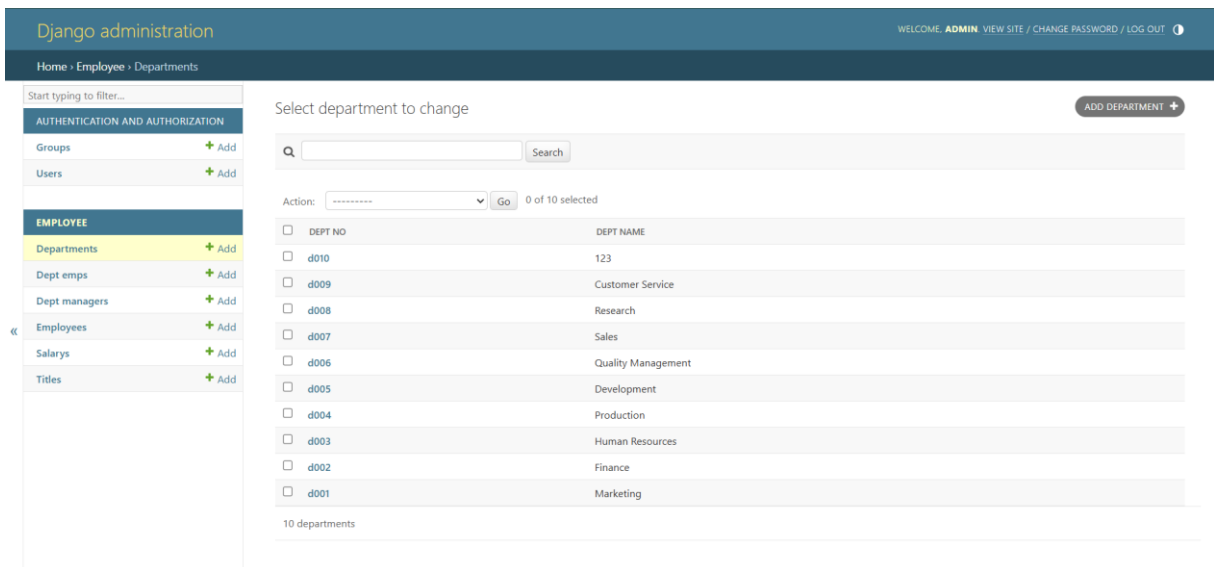 Django administration
WELCOME, ADMIN. VIEW SITE / CHANGE PASSWORD / LOG OUT
Home › Employee › Departments
Start typing to filter...
AUTHENTICATION AND AUTHORIZATION
Groups + Add
Users + Add
EMPLOYEE
Departments + Add
Dept emps + Add
Dept managers + Add
Employees + Add
Salarys + Add
Titles + Add
«
Select department to change
ADD DEPARTMENT +
Search
Action: --------- Go 0 of 10 selected
DEPT NO DEPT NAME
d010 123
d009 Customer Service
d008 Research
d007 Sales
d006 Quality Management
d005 Development
d004 Production
d003 Human Resources
d002 Finance
d001 Marketing
10 departments